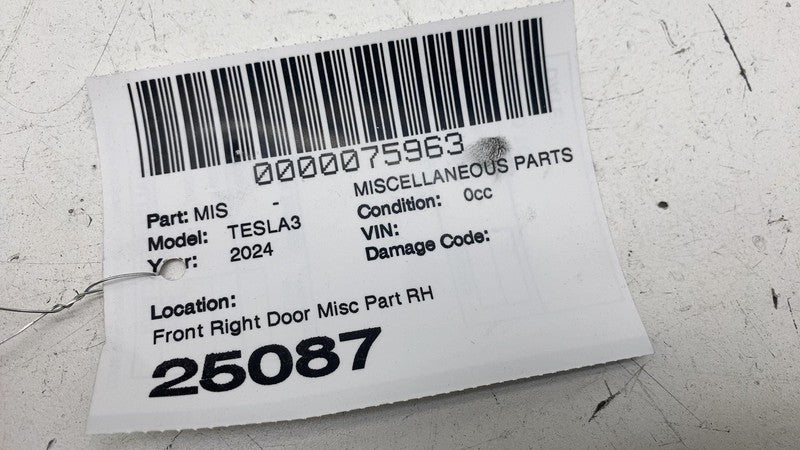 0000075963
Part: MIS - MISCELLANEOUS PARTS
Model: TESLA3 Condition: 0cc
Year: 2024 VIN:
Damage Code:
Location:
Front Right Door Misc Part RH
25087